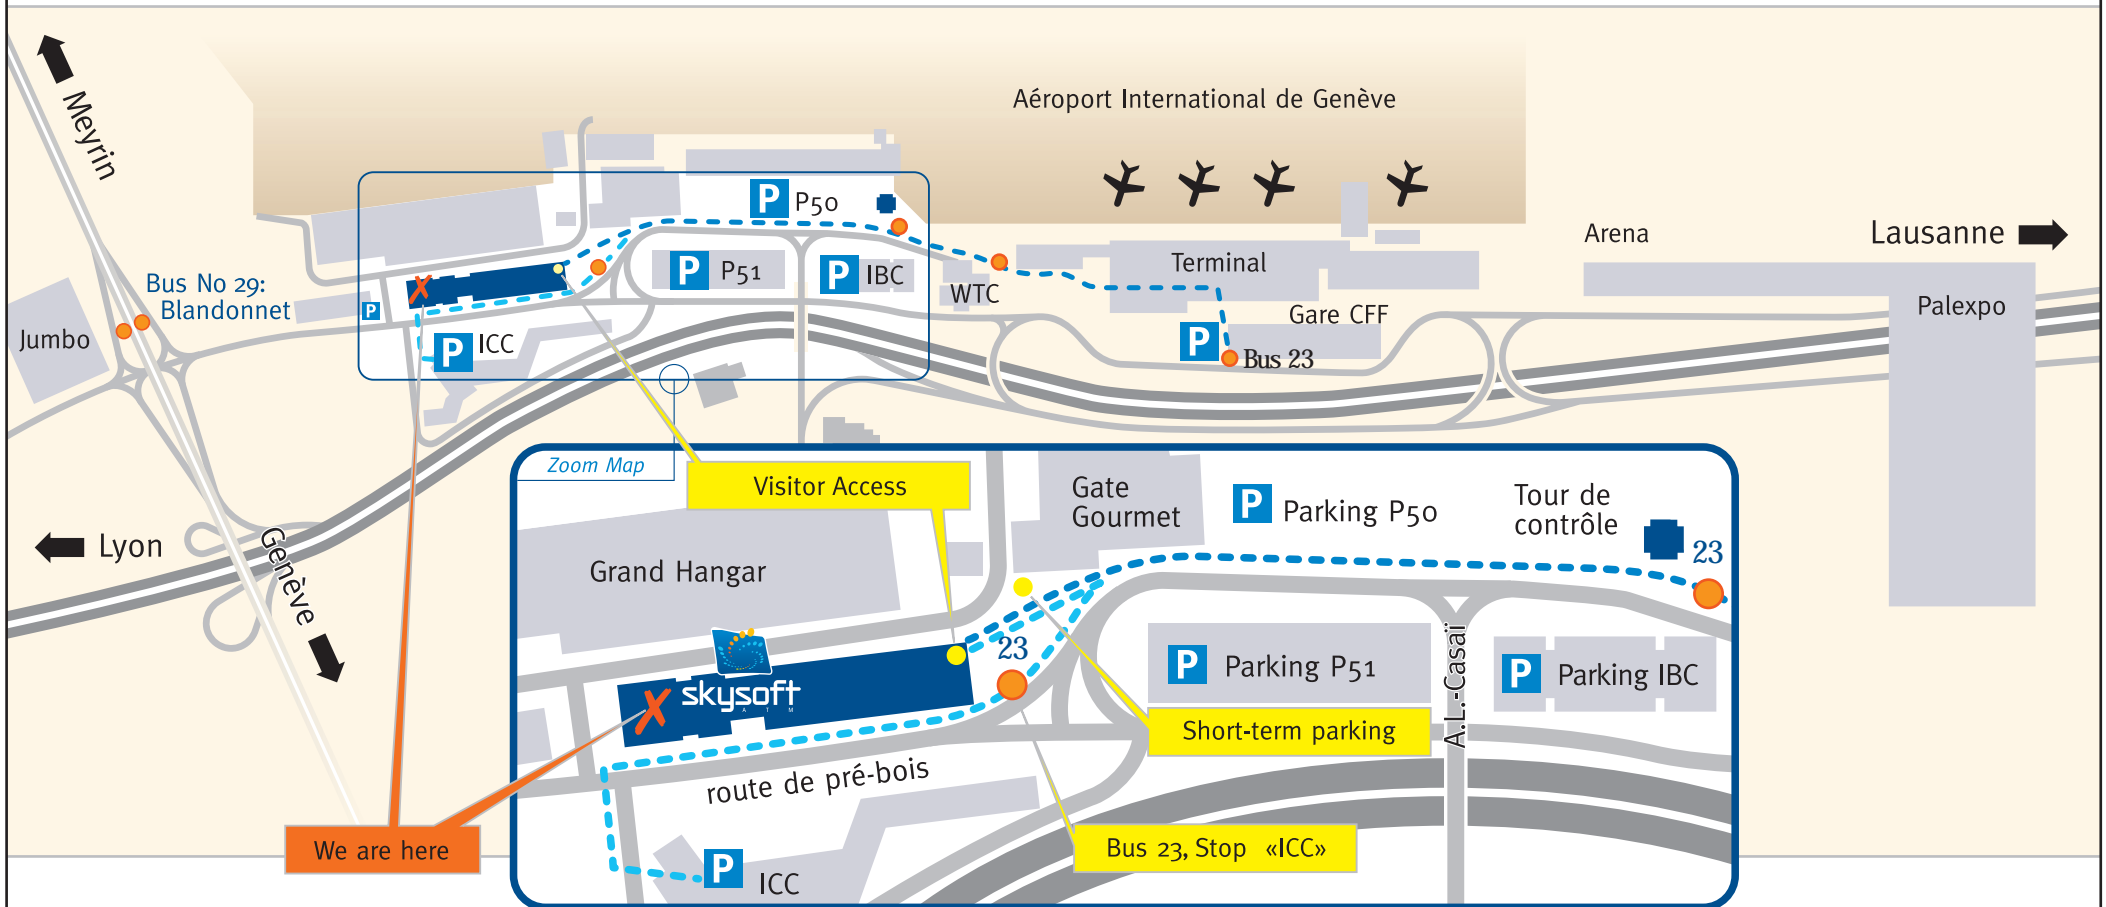 Meyrin
Aéroport International de Genève
P P50
Bus No 29:
Blandonnet
P P51
P IBC
WTC
Terminal
Arena
Lausanne
Palexpo
Jumbo
P
P ICC
Gare CFF
P
Bus 23
Zoom Map
Visitor Access
Lyon
Genève
Gate
Gourmet
P Parking P50
Tour de
contrôle
23
Grand Hangar
23
skysoft
A T M
P Parking P51
A.L.-Casaï
P Parking IBC
Short-term parking
route de pré-bois
We are here
Bus 23, Stop «ICC»
P
ICC